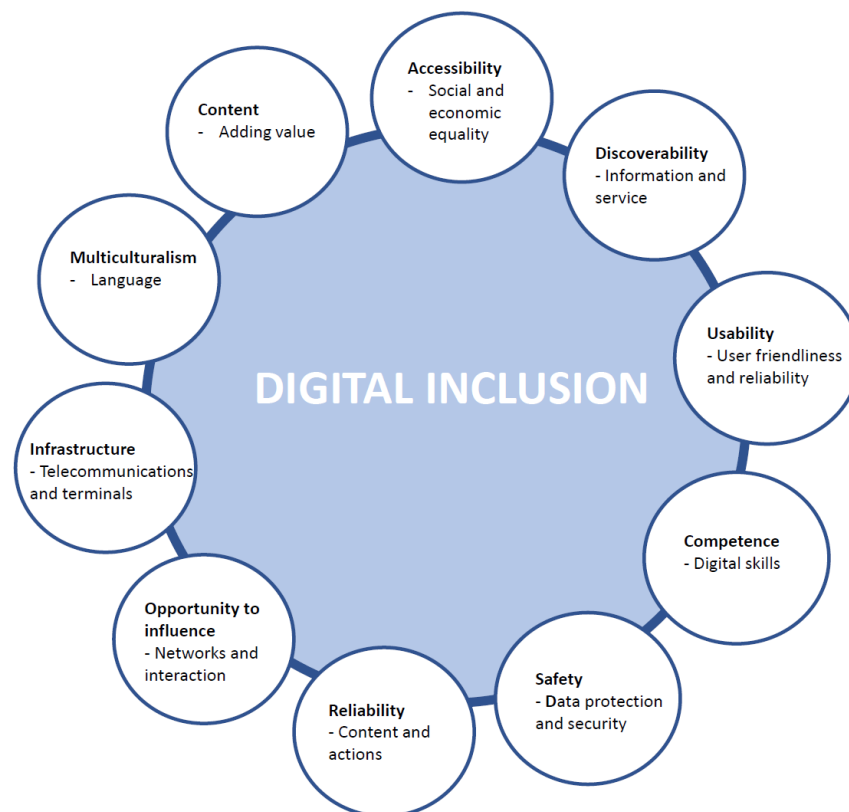 Accessibility
- Social and
economic
equality
Discoverability
- Information and
service
Usability
- User friendliness
and reliability
Competence
- Digital skills
Safety
- Data protection
and security
Reliability
- Content and
actions
Opportunity to
influence
- Networks and
interaction
Infrastructure
- Telecommunications
and terminals
Multiculturalism
- Language
Content
- Adding value
DIGITAL INCLUSION